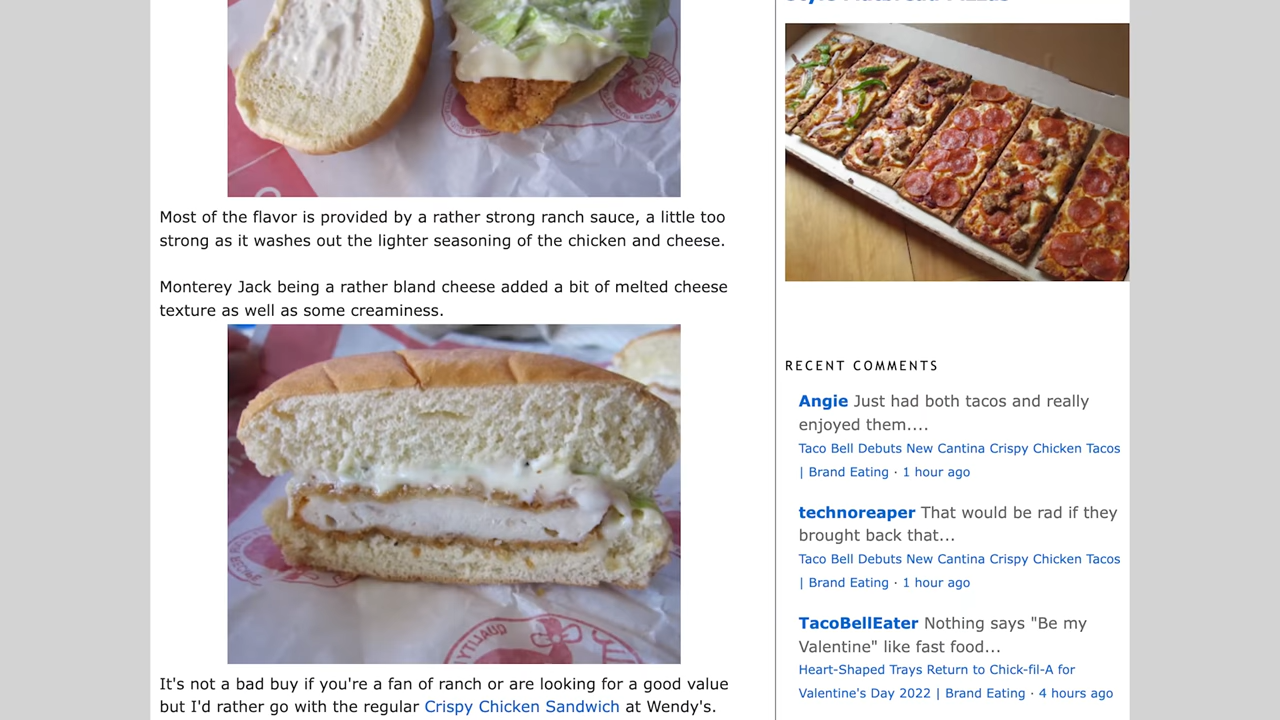 Most of the flavor is provided by a rather strong ranch sauce, a little too
strong as it washes out the lighter seasoning of the chicken and cheese.
Monterey Jack being a rather bland cheese added a bit of melted cheese
texture as well as some creaminess.
QUALITY
It's not a bad buy if you're a fan of ranch or are looking for a good value
but I'd rather go with the regular Crispy Chicken Sandwich at Wendy's.
RECENT COMMENTS
Angie Just had both tacos and really
enjoyed them....
Taco Bell Debuts New Cantina Crispy Chicken Tacos
| Brand Eating · 1 hour ago
technoreaper That would be rad if they
brought back that...
Taco Bell Debuts New Cantina Crispy Chicken Tacos
| Brand Eating · 1 hour ago
TacoBellEater Nothing says "Be my
Valentine" like fast food...
Heart-Shaped Trays Return to Chick-fil-A for
Valentine's Day 2022 | Brand Eating · 4 hours ago